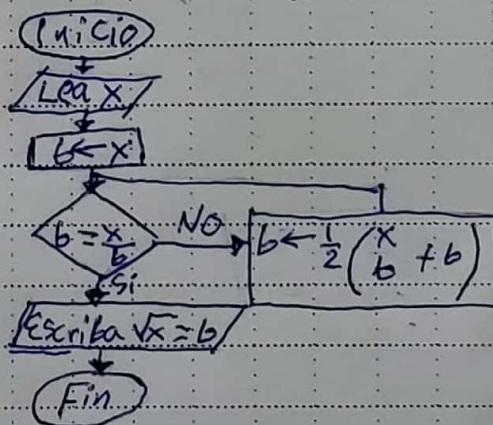 Inicio
Lea x
b ← x
b = x/b
NO
b ← 1/2 (x b + b)
Si
Escriba √x = b
Fin